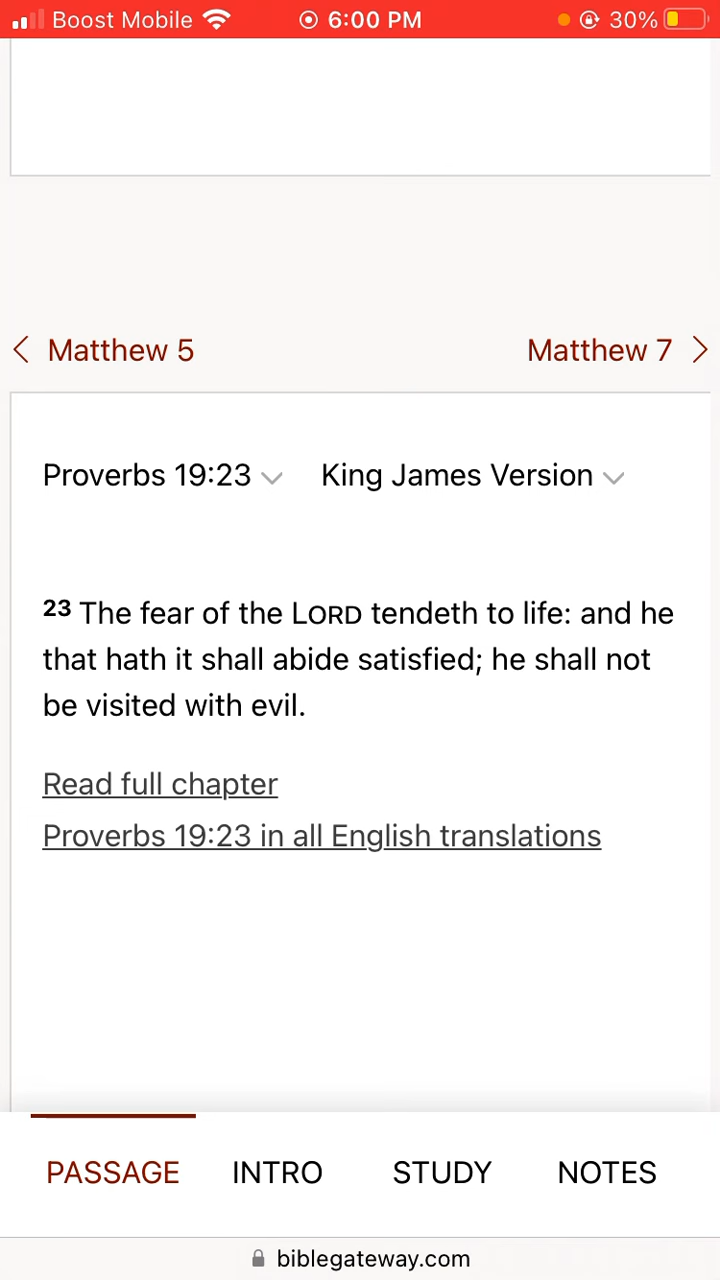 Boost Mobile 6:00 PM 30%
Matthew 5 Matthew 7
Proverbs 19:23 King James Version
23 The fear of the LORD tendeth to life: and he
that hath it shall abide satisfied; he shall not
be visited with evil.
Read full chapter
Proverbs 19:23 in all English translations
PASSAGE INTRO STUDY NOTES
biblegateway.com